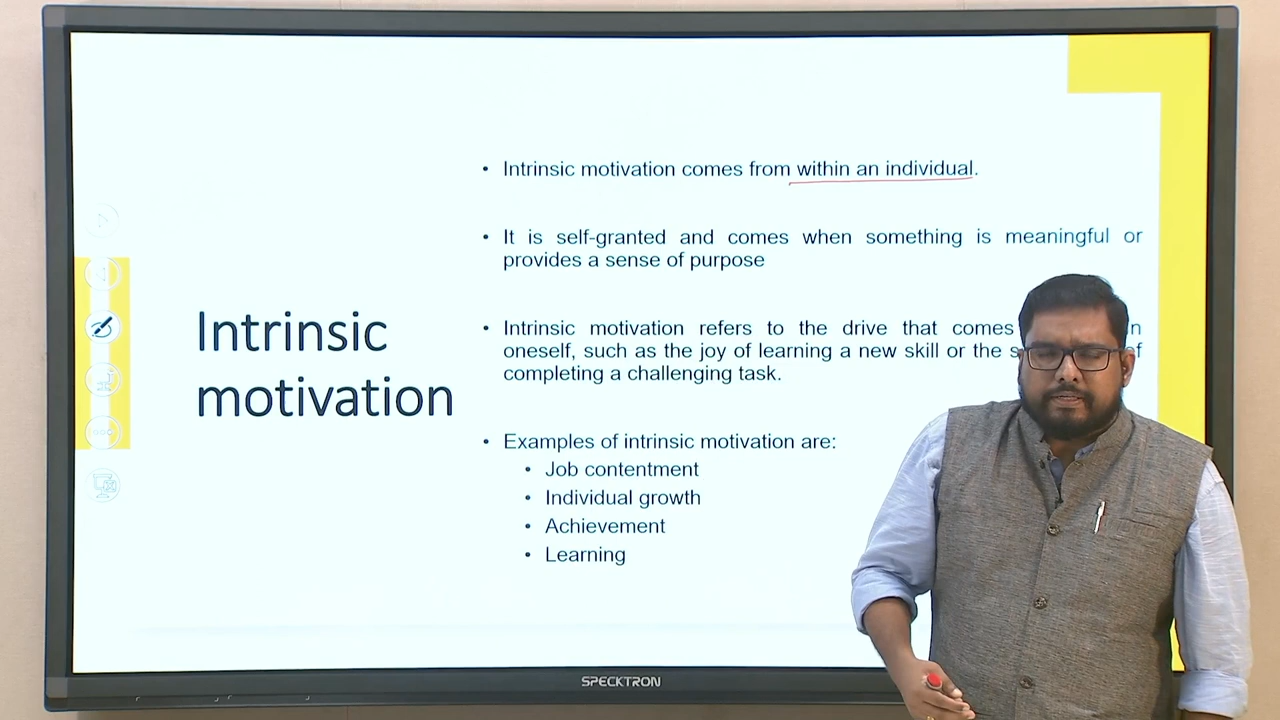 Intrinsic
motivation
• Intrinsic motivation comes from within an individual.
• It is self-granted and comes when something is meaningful or
provides a sense of purpose
• Intrinsic motivation refers to the drive that comes
oneself, such as the joy of learning a new skill or the of
completing a challenging task.
• Examples of intrinsic motivation are:
• Job contentment
• Individual growth
• Achievement
• Learning
SPECKTRON